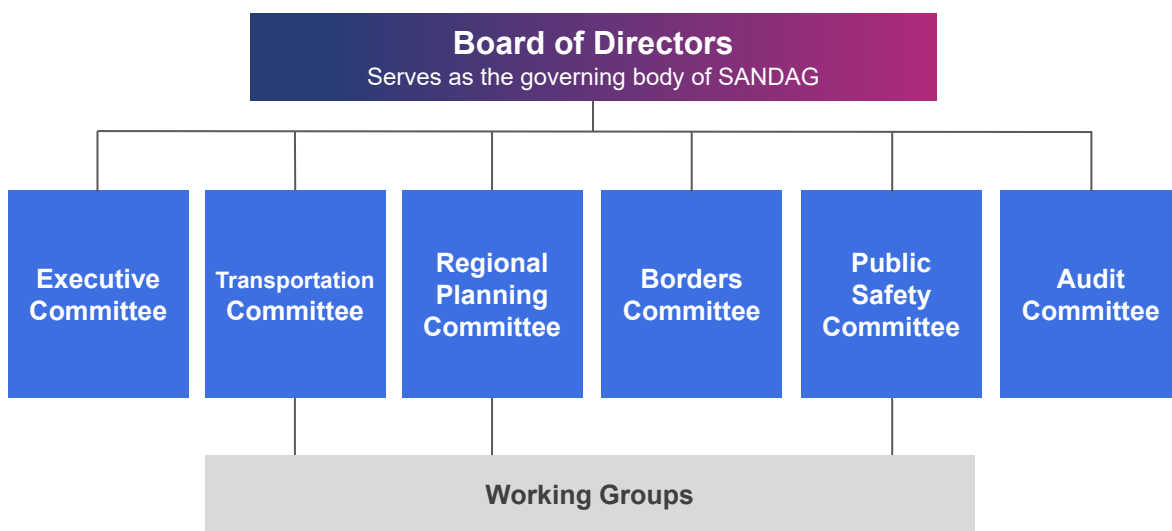 Board of Directors
Serves as the governing body of SANDAG
Executive
Committee
Transportation
Committee
Regional
Planning
Committee
Borders
Committee
Public
Safety
Committee
Audit
Committee
Working Groups